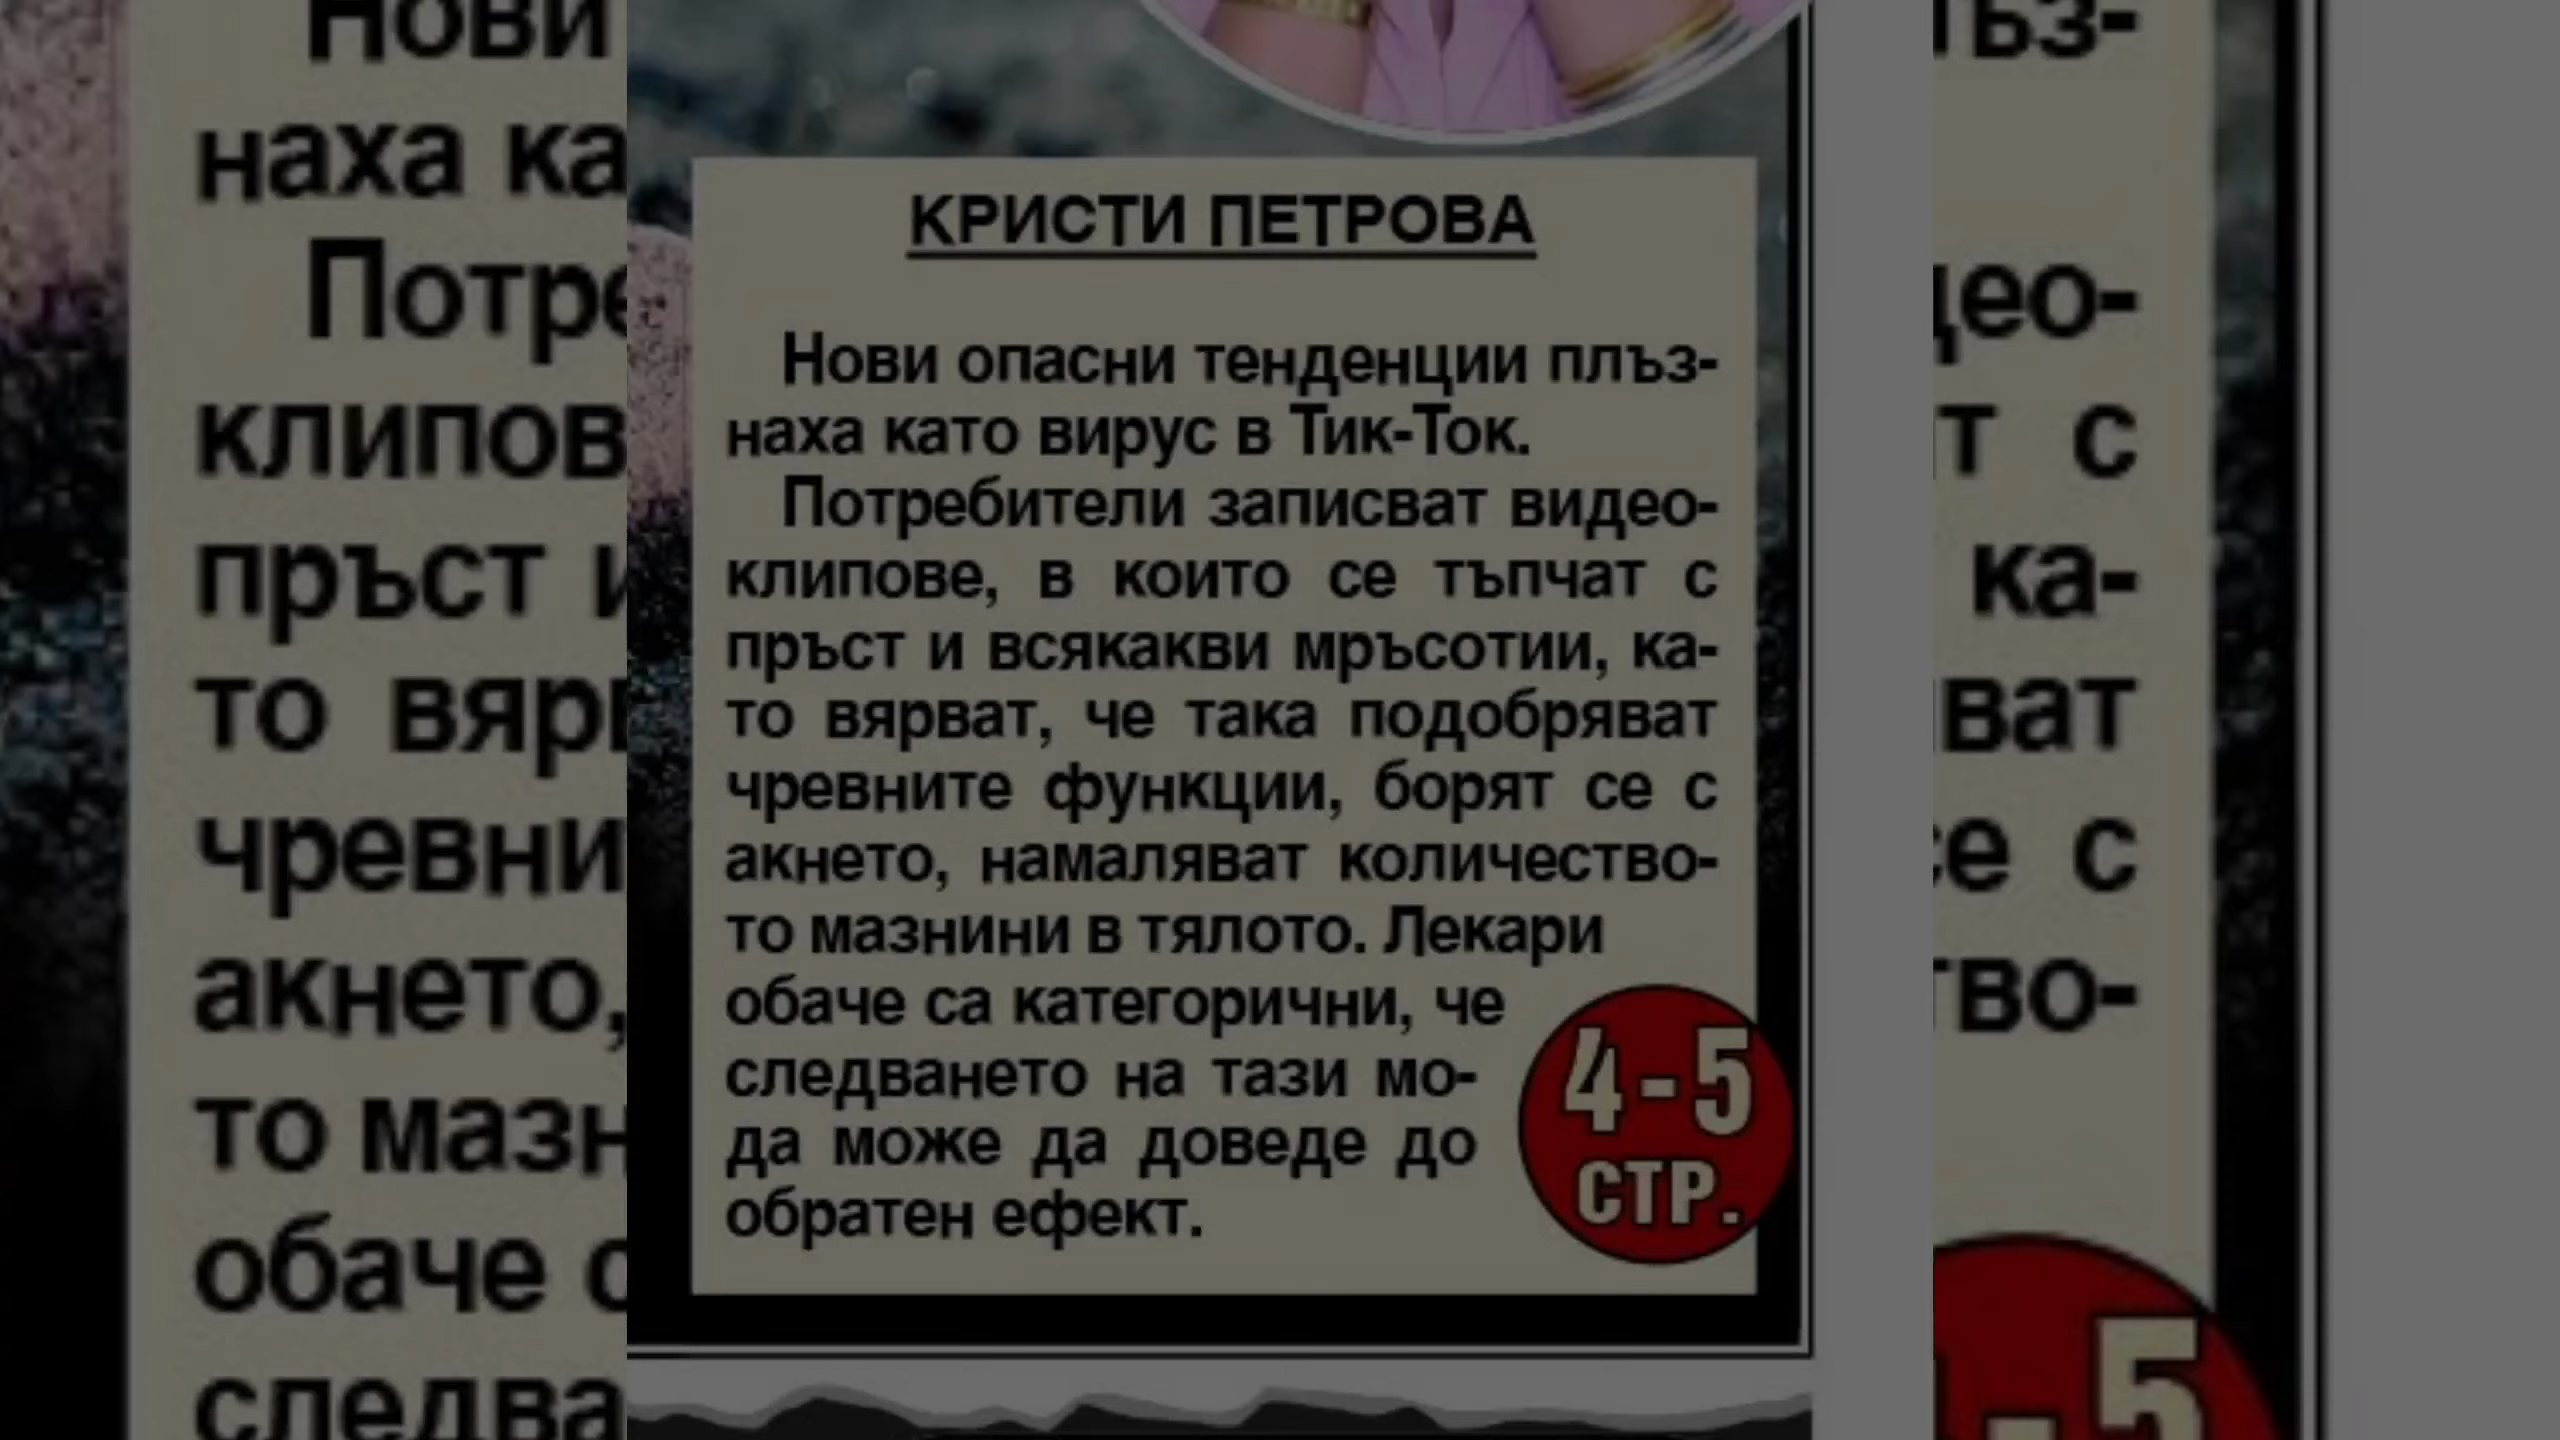 КРИСТИ ПЕТРОВА
Нови опасни тенденции плъз-
наха като вирус в Тик-Ток.
Потребители записват видео-
клипове, в които се тъпчат с
пръст и всякакви мръсотии, ка-
то вярват, че така подобряват
чревните функции, борят се с
акнето, намаляват количество-
то мазнини в тялото. Лекари
обаче са категорични, че
следването на тази мо-
да може да доведе до
обратен ефект.
4-5
СТР.